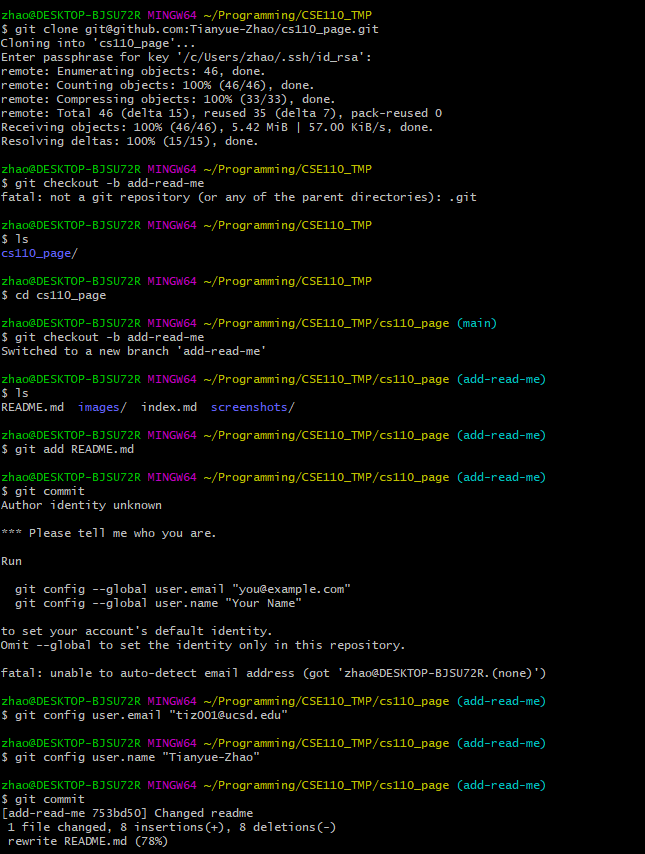 zhao@DESKTOP-BJSU72R MINGW64 ~/Programming/CSE110_TMP
$ git clone git@github.com:Tianyue-Zhao/cs110_page.git
Cloning into 'cs110_page'...
Enter passphrase for key '/c/Users/zhao/.ssh/id_rsa':
remote: Enumerating objects: 46, done.
remote: Counting objects: 100% (46/46), done.
remote: Compressing objects: 100% (33/33), done.
remote: Total 46 (delta 15), reused 35 (delta 7), pack-reused 0
Receiving objects: 100% (46/46), 5.42 MiB | 57.00 KiB/s, done.
Resolving deltas: 100% (15/15), done.
zhao@DESKTOP-BJSU72R MINGW64 ~/Programming/CSE110_TMP
$ git checkout -b add-read-me
fatal: not a git repository (or any of the parent directories): .git
zhao@DESKTOP-BJSU72R MINGW64 ~/Programming/CSE110_TMP
$ ls
cs110_page/
zhao@DESKTOP-BJSU72R MINGW64 ~/Programming/CSE110_TMP
$ cd cs110_page
zhao@DESKTOP-BJSU72R MINGW64 ~/Programming/CSE110_TMP/cs110_page (main)
$ git checkout -b add-read-me
Switched to a new branch 'add-read-me'
zhao@DESKTOP-BJSU72R MINGW64 ~/Programming/CSE110_TMP/cs110_page (add-read-me)
$ ls
README.md  images/  index.md  screenshots/
zhao@DESKTOP-BJSU72R MINGW64 ~/Programming/CSE110_TMP/cs110_page (add-read-me)
$ git add README.md
zhao@DESKTOP-BJSU72R MINGW64 ~/Programming/CSE110_TMP/cs110_page (add-read-me)
$ git commit
Author identity unknown
*** Please tell me who you are.
Run
  git config --global user.email "you@example.com"
  git config --global user.name "Your Name"
to set your account's default identity.
Omit --global to set the identity only in this repository.
fatal: unable to auto-detect email address (got 'zhao@DESKTOP-BJSU72R.(none)')
zhao@DESKTOP-BJSU72R MINGW64 ~/Programming/CSE110_TMP/cs110_page (add-read-me)
$ git config user.email "tiz001@ucsd.edu"
zhao@DESKTOP-BJSU72R MINGW64 ~/Programming/CSE110_TMP/cs110_page (add-read-me)
$ git config user.name "Tianyue-Zhao"
zhao@DESKTOP-BJSU72R MINGW64 ~/Programming/CSE110_TMP/cs110_page (add-read-me)
$ git commit
[add-read-me 753bd50] Changed readme
 1 file changed, 8 insertions(+), 8 deletions(-)
 rewrite README.md (78%)